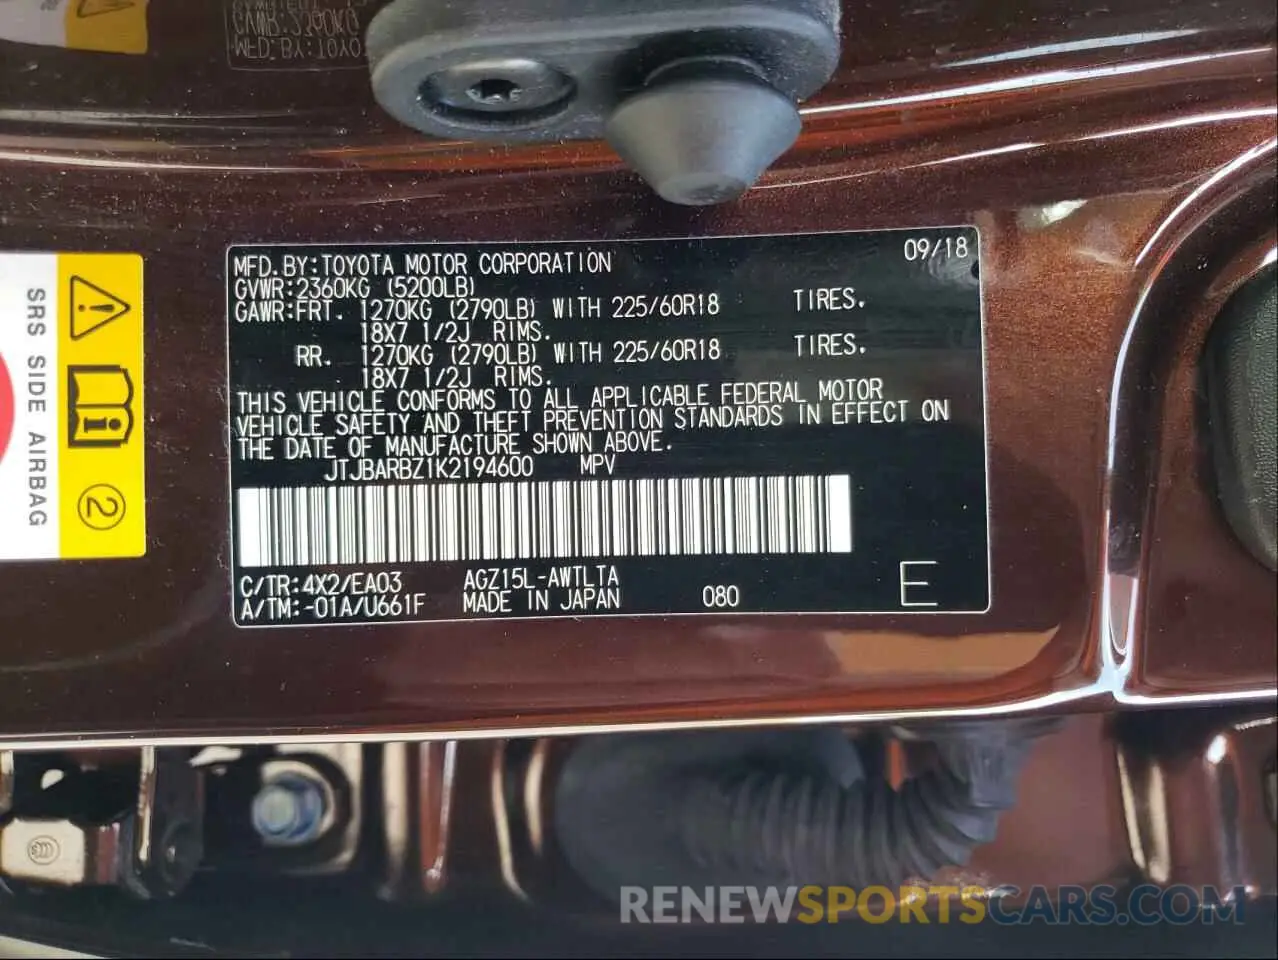 MFD.BY:TOYOTA MOTOR CORPORATION 09/18
GVWR:2360KG (5200LB)
GAWR:FRT. 1270KG (2790LB) WITH 225/60R18 TIRES.
18X7 1/2J RIMS.
RR. 1270KG (2790LB) WITH 225/60R18 TIRES.
18X7 1/2J RIMS.
THIS VEHICLE CONFORMS TO ALL APPLICABLE FEDERAL MOTOR
VEHICLE SAFETY AND THEFT PREVENTION STANDARDS IN EFFECT ON
THE DATE OF MANUFACTURE SHOWN ABOVE.
JTJBARBZ1K2194600 MPV
C/TR:4X2/EA03 AGZ15L-AWTLTA
A/TM:-01A/U661F MADE IN JAPAN 080 E
SRS SIDE AIRBAG
2
RENEWSPORTSCARS.COM